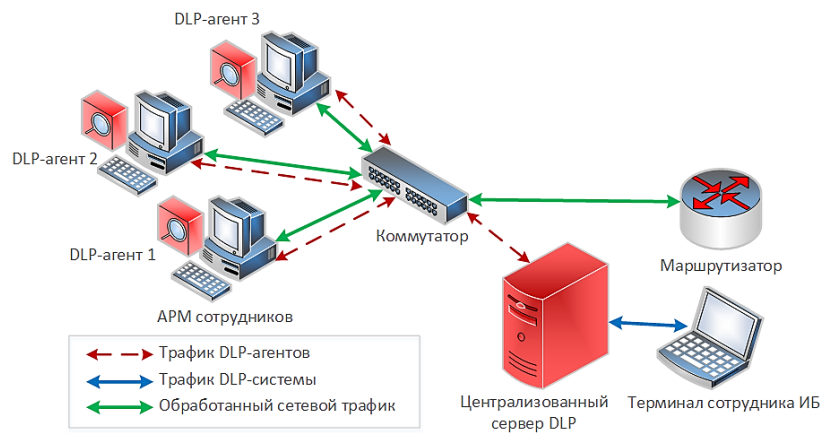 DLP-агент 3
DLP-агент 2
DLP-агент 1
Коммутатор
Маршрутизатор
АРМ сотрудников
Трафик DLP-агентов
Трафик DLP-системы
Обработанный сетевой трафик
Централизованный
сервер DLP
Терминал сотрудника ИБ